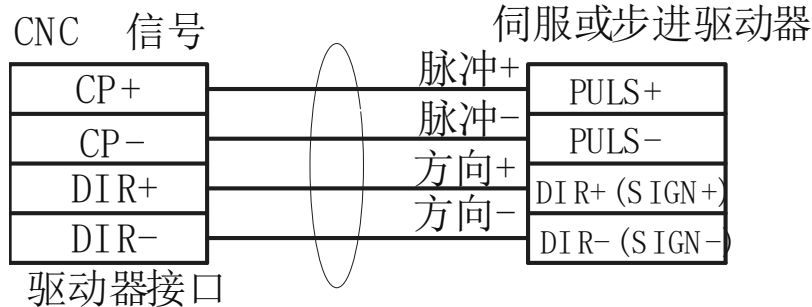 CNC 信号
伺服或步进驱动器
CP+
脉冲+
PULS+
CP-
脉冲-
PULS-
DIR+
方向+
DIR+(SIGN+)
DIR-
方向-
DIR-(SIGN-)
驱动器接口